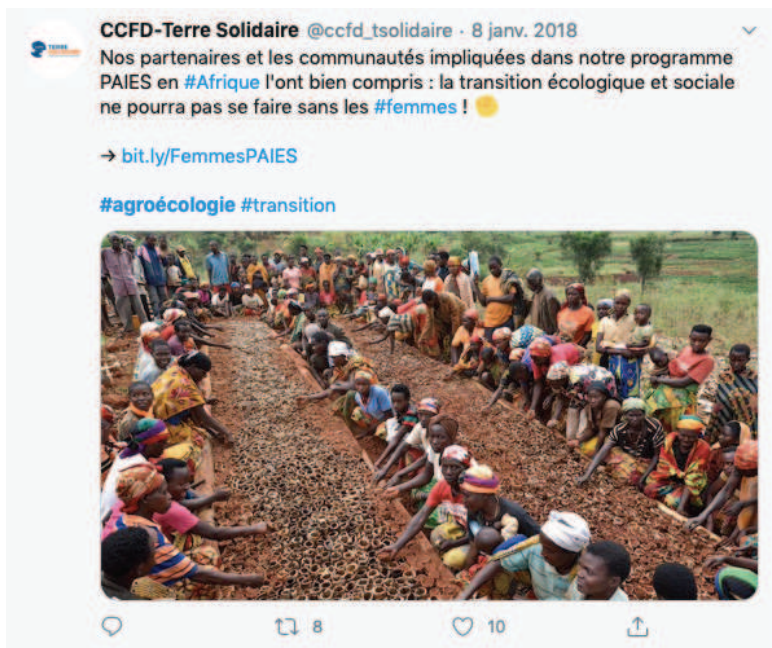 CCFD-Terre Solidaire @ccfd_tsolidaire · 8 janv. 2018
Nos partenaires et les communautés impliquées dans notre programme
PAIES en #Afrique l'ont bien compris : la transition écologique et sociale
ne pourra pas se faire sans les #femmes ! ✊
→ bit.ly/FemmesPAIES
#agroécologie #transition
8 10